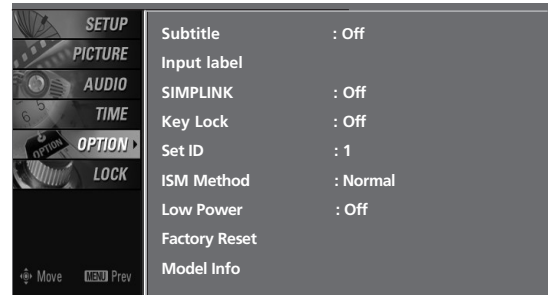 SETUP
PICTURE
AUDIO
TIME
OPTION
LOCK
Move MENU Prev
Subtitle : Off
Input label
SIMPLINK : Off
Key Lock : Off
Set ID : 1
ISM Method : Normal
Low Power : Off
Factory Reset
Model Info